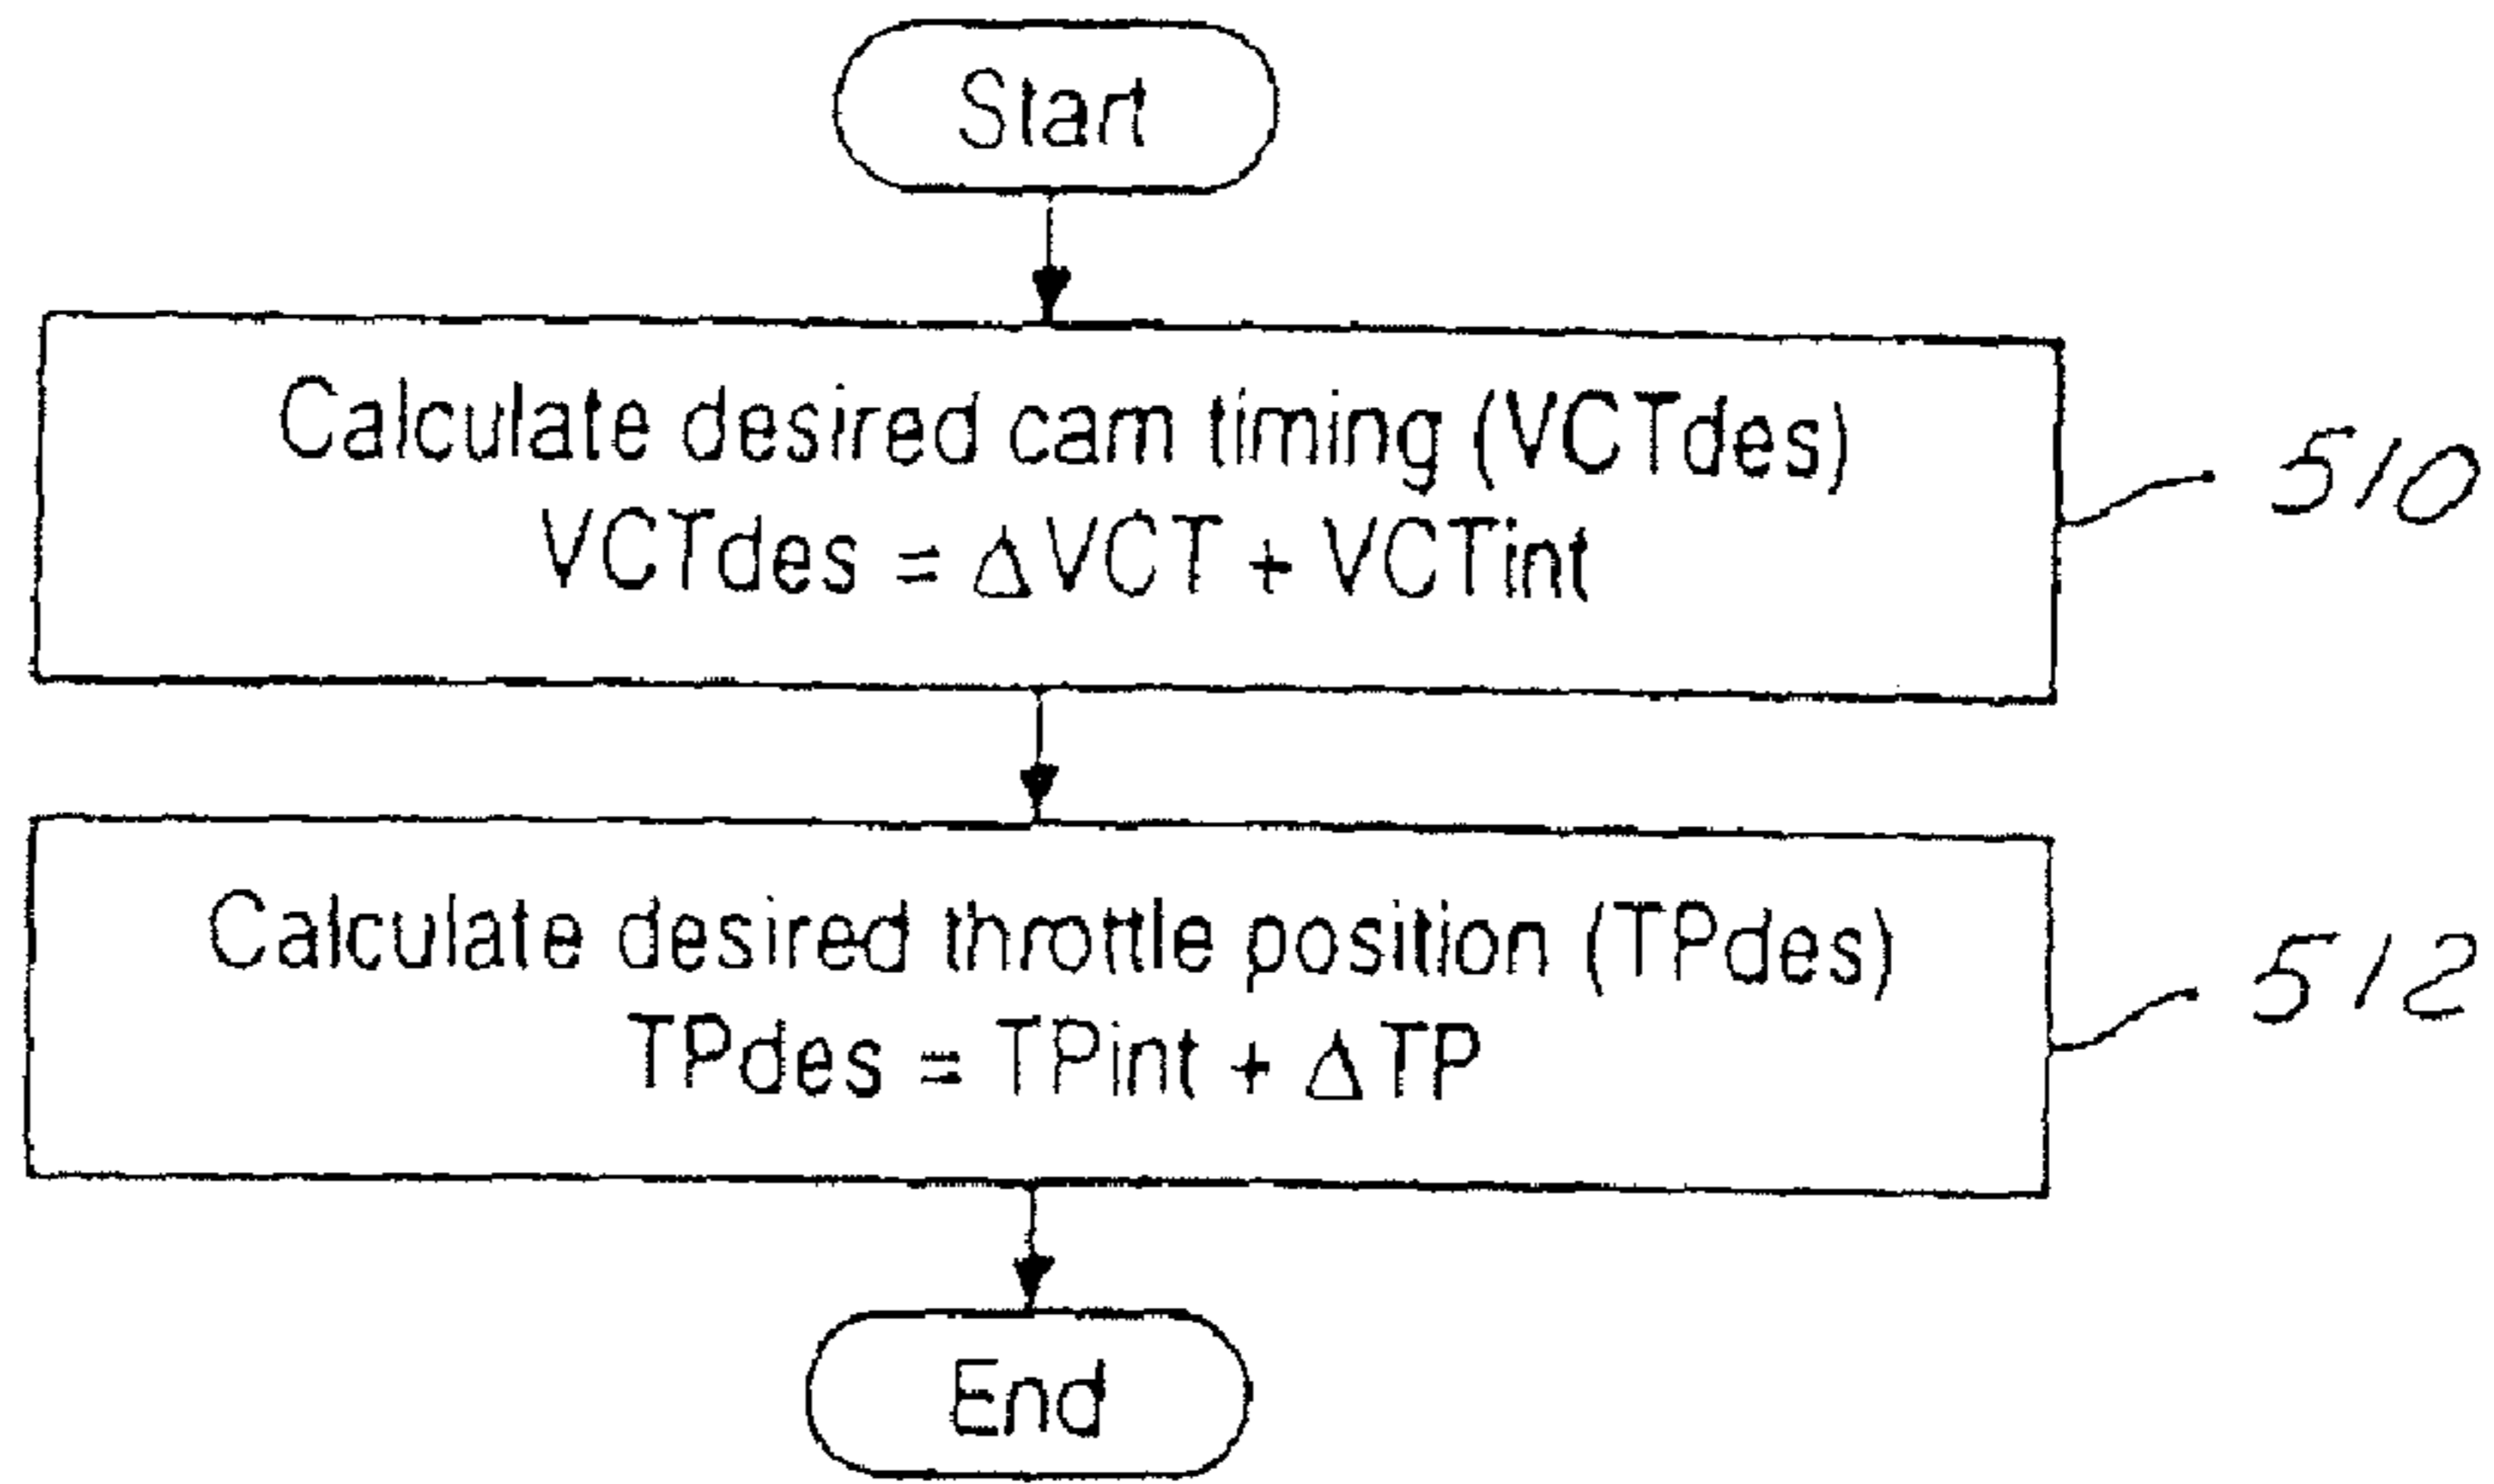 Start
Calculate desired cam timing (VCTdes)
VCTdes = ΔVCT + VCTint
510
Calculate desired throttle position (TPdes)
TPdes = TPint + ΔTP
512
End